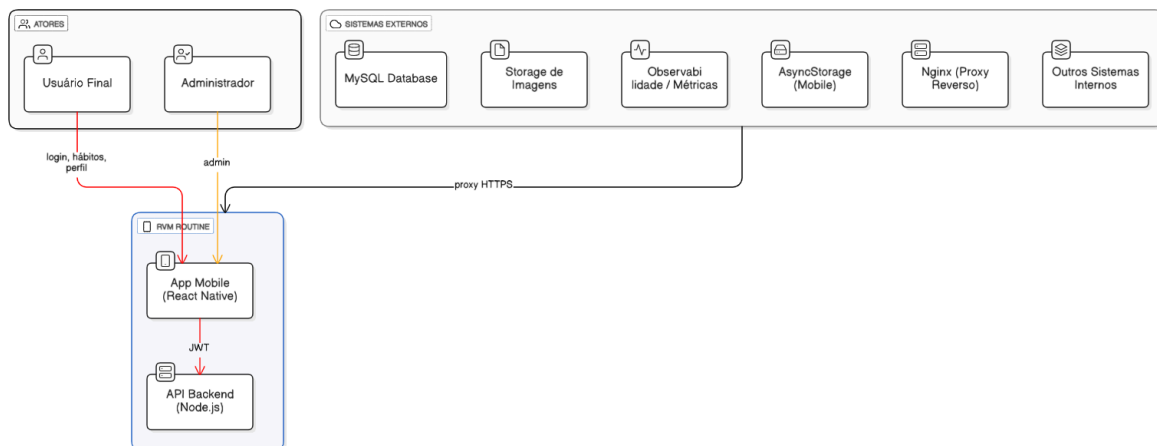 ATORES
Usuário Final
Administrador
SISTEMAS EXTERNOS
MySQL Database
Storage de
Imagens
Observabi
lidade / Métricas
AsyncStorage
(Mobile)
Nginx (Proxy
Reverso)
Outros Sistemas
Internos
login, hábitos,
perfil
admin
proxy HTTPS
RVM ROUTINE
App Mobile
(React Native)
JWT
API Backend
(Node.js)